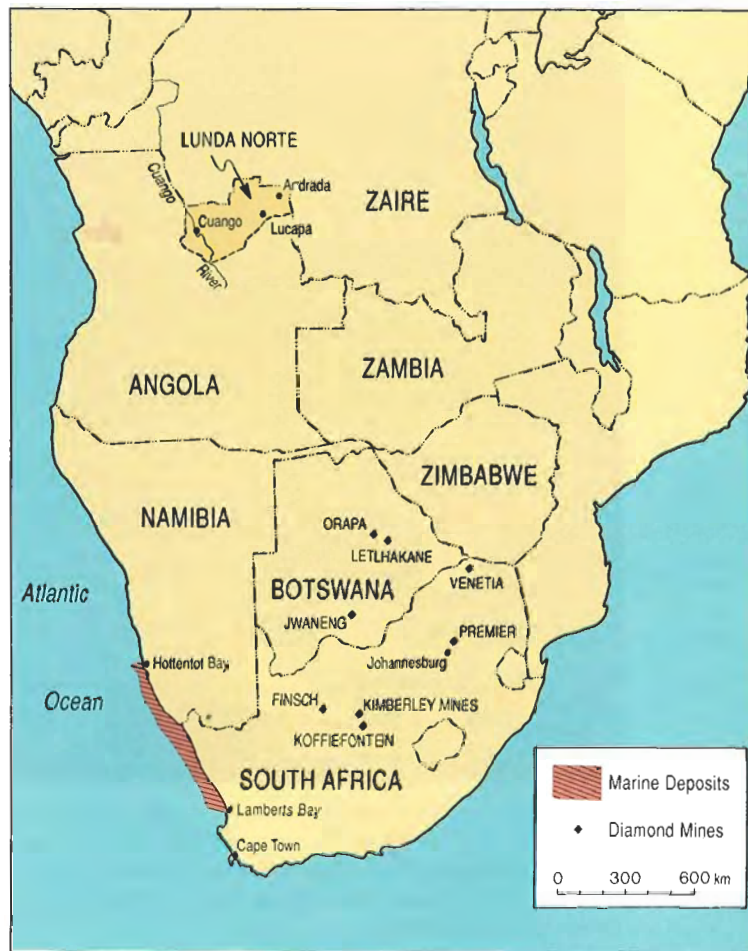 LUNDA NORTE
Cuango
Andrada
Cuango
Lucapa
River
ZAIRE
ANGOLA
ZAMBIA
ZIMBABWE
NAMIBIA
ORAPA
LETLHAKANE
VENETIA
BOTSWANA
JWANENG
PREMIER
Johannesburg
Atlantic
Hottentot Bay
Ocean
FINSCH
KIMBERLEY MINES
KOFFIEFONTEIN
SOUTH AFRICA
Lamberts Bay
Cape Town
Marine Deposits
Diamond Mines
0 300 600 km